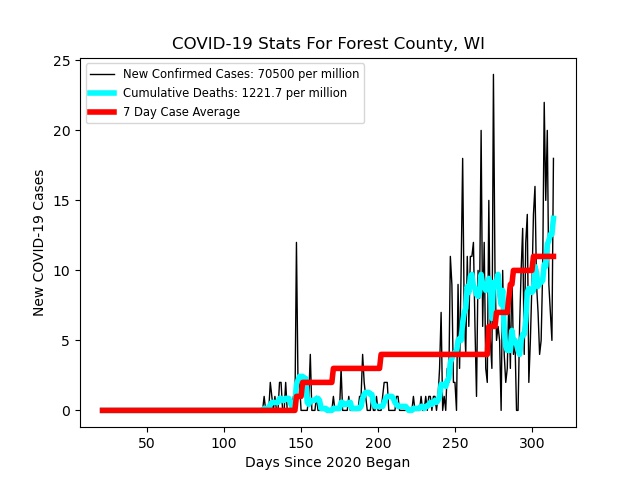 COVID-19 Stats For Forest County, WI
New Confirmed Cases: 70500 per million
Cumulative Deaths: 1221.7 per million
7 Day Case Average
New COVID-19 Cases
25
20
15
10
5
0
50 100 150 200 250 300
Days Since 2020 Began